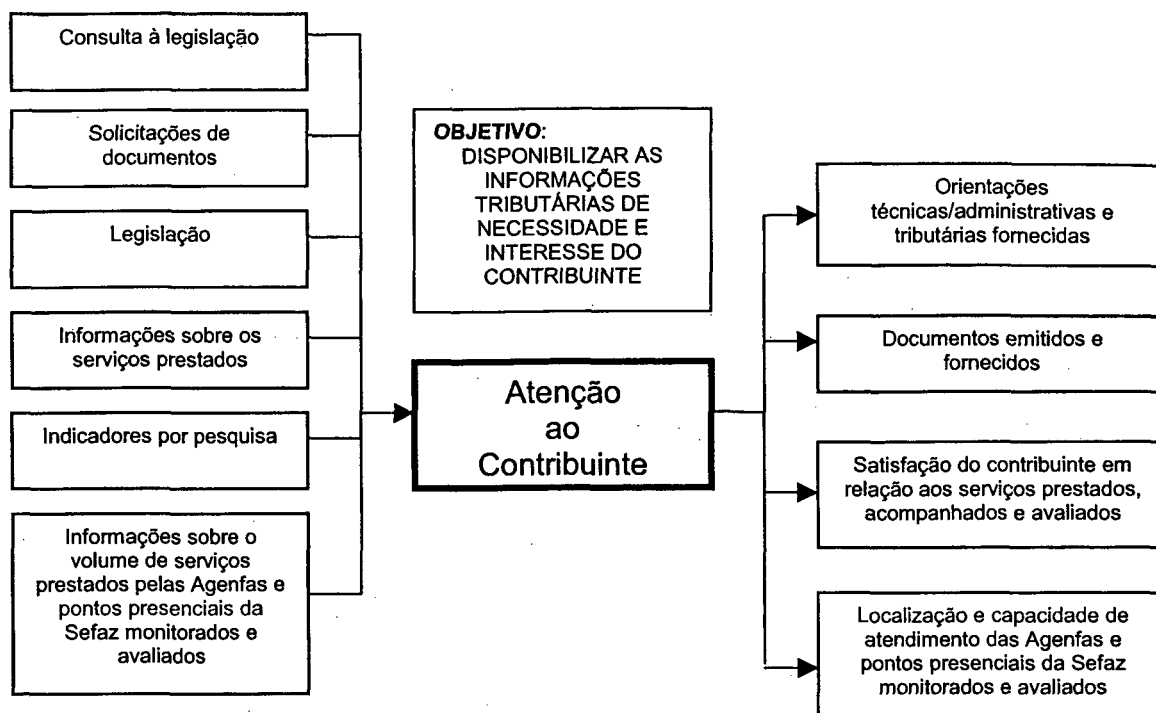 Consulta à legislação
Solicitações de
documentos
Legislação
Informações sobre os
serviços prestados
Indicadores por pesquisa
Informações sobre o
volume de serviços
prestados pelas Agenfas e
pontos presenciais da
Sefaz monitorados e
avaliados
OBJETIVO:
DISPONIBILIZAR AS
INFORMAÇÕES
TRIBUTÁRIAS DE
NECESSIDADE E
INTERESSE DO
CONTRIBUINTE
Atenção
ao
Contribuinte
Orientações
técnicas/administrativas e
tributárias fornecidas
Documentos emitidos e
fornecidos
Satisfação do contribuinte em
relação aos serviços prestados,
acompanhados e avaliados
Localização e capacidade de
atendimento das Agenfas e
pontos presenciais da Sefaz
monitorados e avaliados